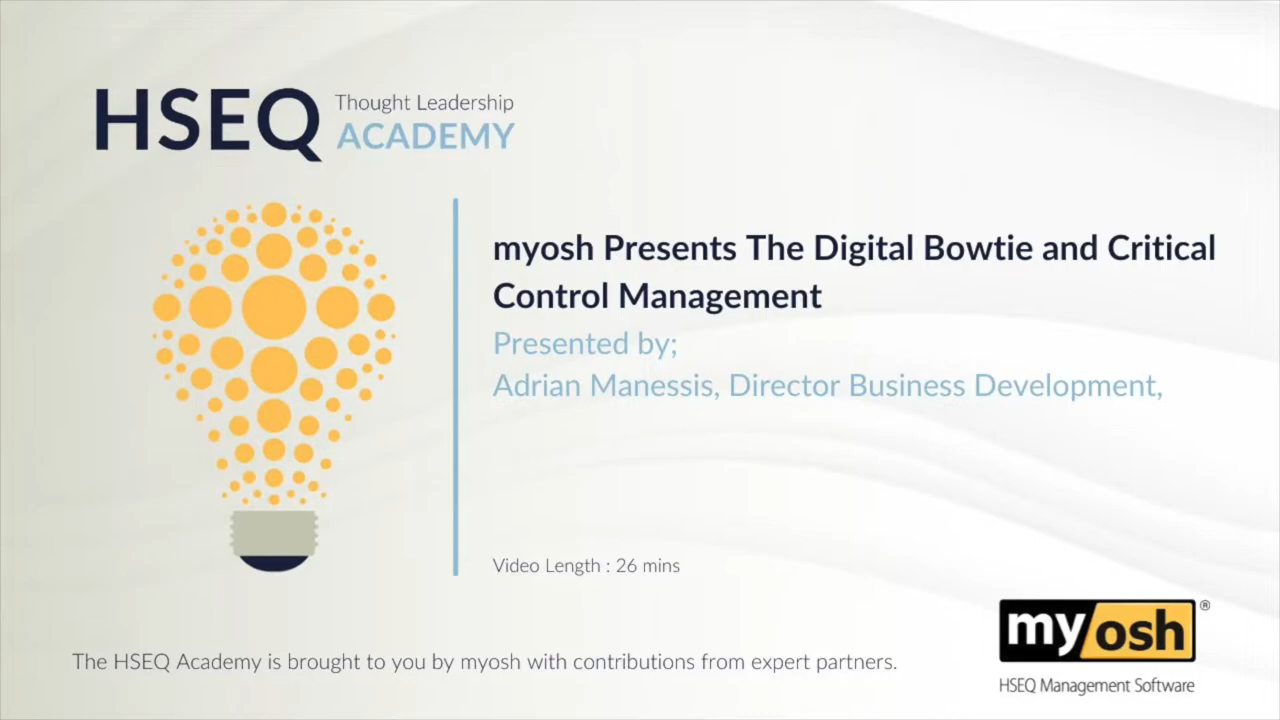 HSEQ Thought Leadership
ACADEMY
myosh Presents The Digital Bowtie and Critical
Control Management
Presented by;
Adrian Manessis, Director Business Development,
Video Length : 26 mins
The HSEQ Academy is brought to you by myosh with contributions from expert partners.
my/osh®
HSEQ Management Software